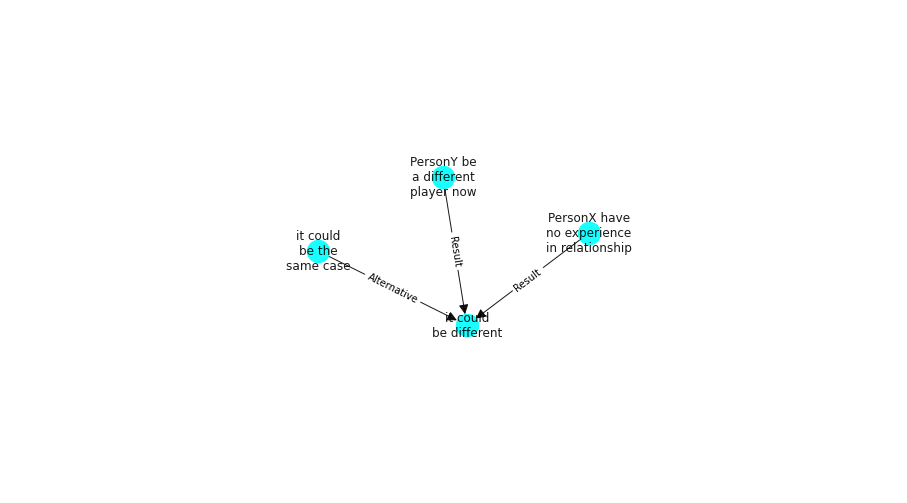 PersonY be
a different
player now
PersonX have
no experience
in relationship
it could
be the
same case
Result
Alternative
Result
it could
be different